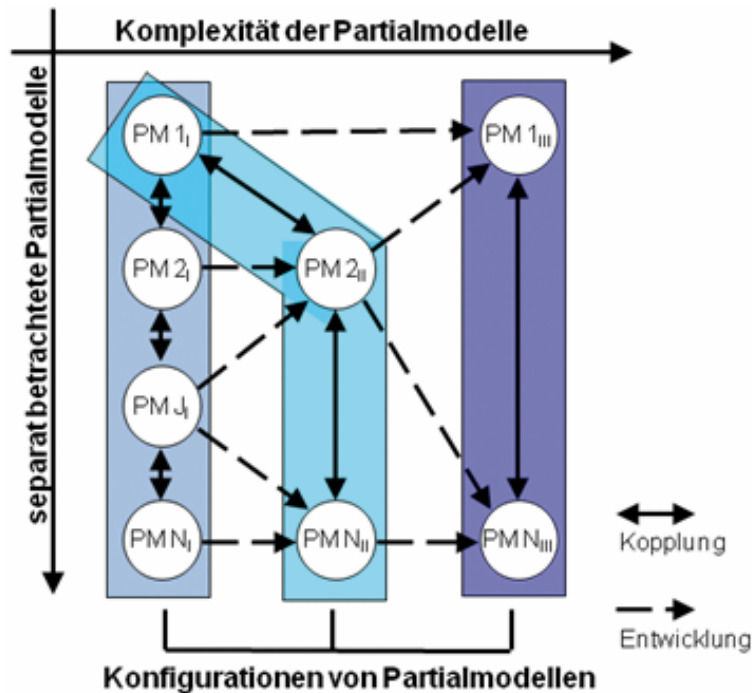 Komplexität der Partialmodelle
separat betrachtete Partialmodelle
PM 1I
PM 1III
PM 2I
PM 2II
PM JI
PM NI
PM NII
PM NIII
Kopplung
Entwicklung
Konfigurationen von Partialmodellen